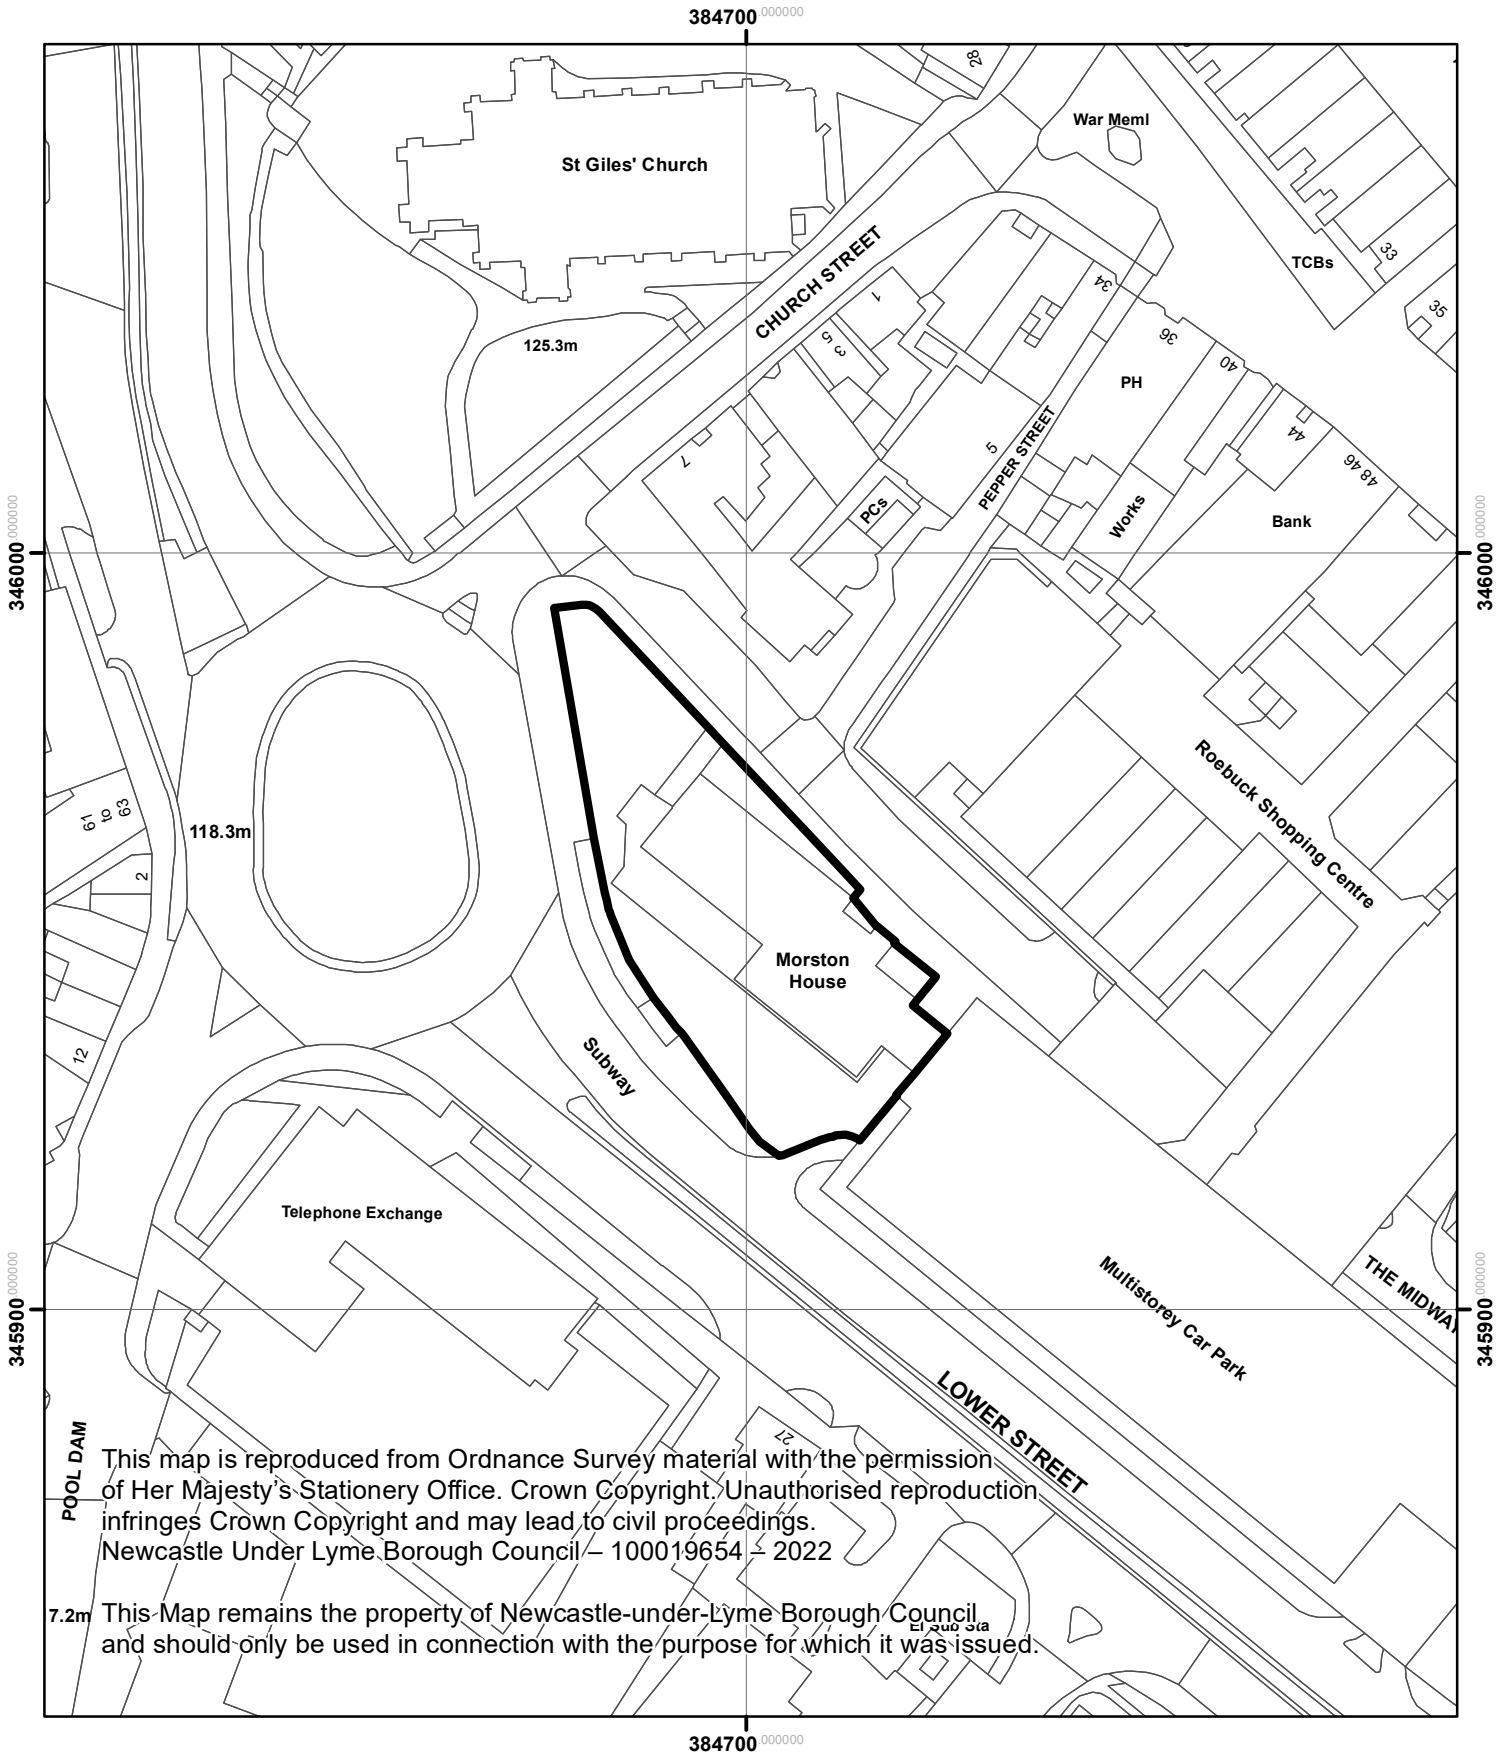 384700.000000
28
War Meml
St Giles' Church
CHURCH STREET
TCBs
33
35
34
1
3 5
125.3m
36
40
PH
44
48 46
5
PEPPER STREET
7
PCs
Works
Bank
346000.000000
346000.000000
Roebuck Shopping Centre
61
to
63
118.3m
2
Morston
House
12
Subway
Telephone Exchange
THE MIDWAY
Multistorey Car Park
345900.000000
345900.000000
LOWER STREET
27
POOL DAM
This map is reproduced from Ordnance Survey material with the permission
of Her Majesty's Stationery Office. Crown Copyright. Unauthorised reproduction
infringes Crown Copyright and may lead to civil proceedings.
Newcastle Under Lyme Borough Council – 100019654 – 2022
7.2m
This Map remains the property of Newcastle-under-Lyme Borough Council
and should only be used in connection with the purpose for which it was issued.
El Sub Sta
384700.000000